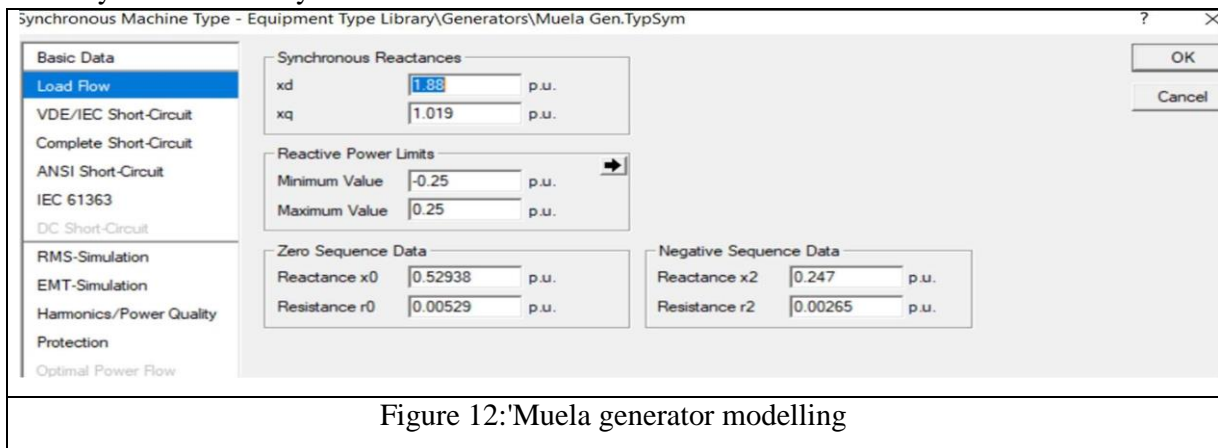 Synchronous Machine Type - Equipment Type Library\Generators\Muela Gen.TypSym ? ×
Basic Data
Load Flow
VDE/IEC Short-Circuit
Complete Short-Circuit
ANSI Short-Circuit
IEC 61363
DC Short-Circuit
RMS-Simulation
EMT-Simulation
Harmonics/Power Quality
Protection
Optimal Power Flow
Synchronous Reactances
xd 1.88 p.u.
xq 1.019 p.u.
Reactive Power Limits
Minimum Value -0.25 p.u.
Maximum Value 0.25 p.u.
Zero Sequence Data
Reactance x0 0.52938 p.u.
Resistance r0 0.00529 p.u.
Negative Sequence Data
Reactance x2 0.247 p.u.
Resistance r2 0.00265 p.u.
OK
Cancel
Figure 12:'Muela generator modelling